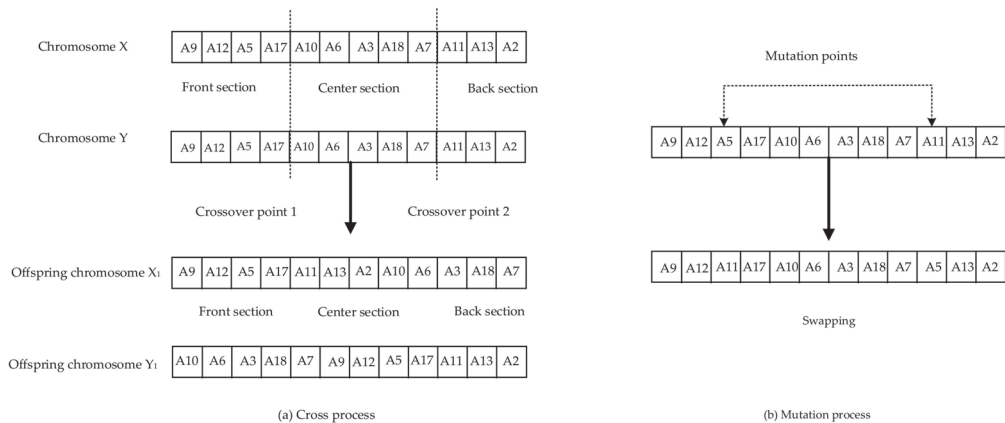 Chromosome X
A9 A12 A5 A17 A10 A6 A3 A18 A7 A11 A13 A2
Front section Center section Back section
Chromosome Y
A9 A12 A5 A17 A10 A6 A3 A18 A7 A11 A13 A2
Crossover point 1 Crossover point 2
Offspring chromosome X1
A9 A12 A5 A17 A11 A13 A2 A10 A6 A3 A18 A7
Front section Center section Back section
Offspring chromosome Y1
A10 A6 A3 A18 A7 A9 A12 A5 A17 A11 A13 A2
(a) Cross process
Mutation points
A9 A12 A5 A17 A10 A6 A3 A18 A7 A11 A13 A2
A9 A12 A11 A17 A10 A6 A3 A18 A7 A5 A13 A2
Swapping
(b) Mutation process